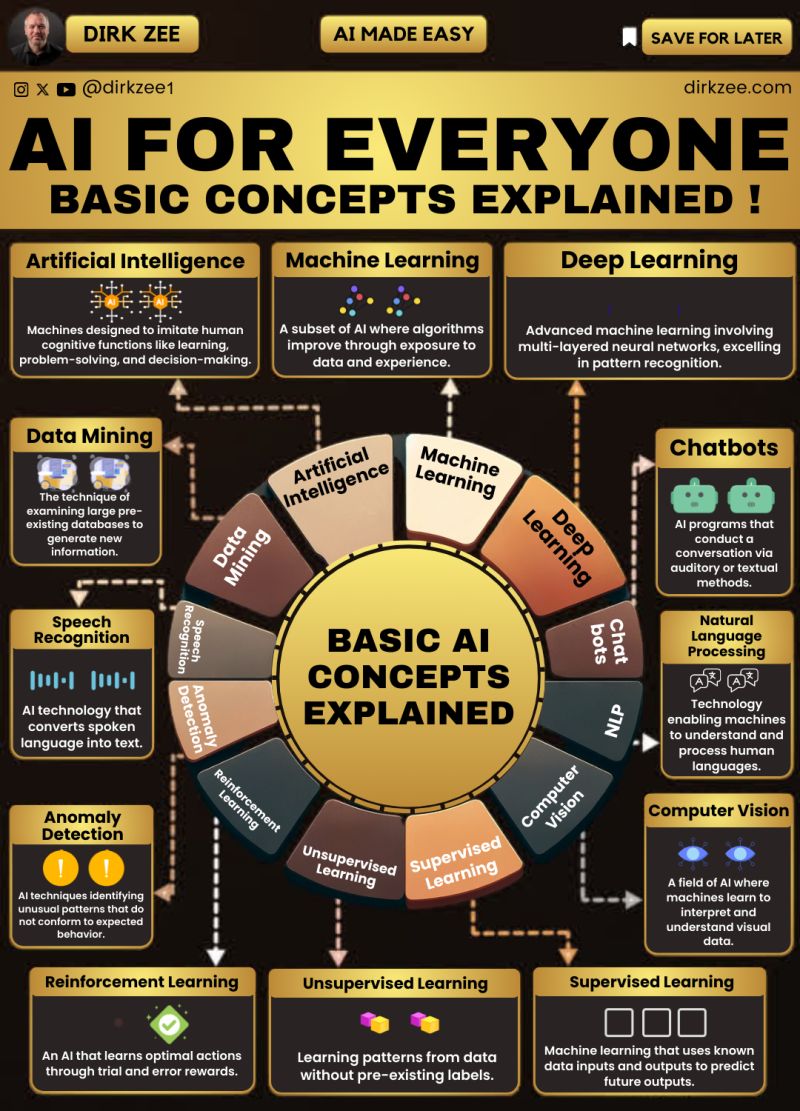 DIRK ZEE
AI MADE EASY
SAVE FOR LATER
@dirkzee1
dirkzee.com
AI FOR EVERYONE
BASIC CONCEPTS EXPLAINED !
Artificial Intelligence
AI AI
Machines designed to imitate human
cognitive functions like learning,
problem-solving, and decision-making.
Machine Learning
A subset of AI where algorithms
improve through exposure to
data and experience.
Deep Learning
Advanced machine learning involving
multi-layered neural networks, excelling
in pattern recognition.
Data Mining
The technique of
examining large pre-
existing databases to
generate new
information.
Chatbots
AI programs that
conduct a
conversation via
auditory or textual
methods.
Speech
Recognition
AI technology that
converts spoken
language into text.
Natural
Language
Processing
A A
Technology
enabling machines
to understand and
process human
languages.
Anomaly
Detection
! !
AI techniques identifying
unusual patterns that do
not conform to expected
behavior.
Computer Vision
A field of AI where
machines learn to
interpret and
understand visual
data.
Artificial
Intelligence
Machine
Learning
Deep
Learning
Chat
bots
NLP
Computer
Vision
Supervised
Learning
Unsupervised
Learning
Reinforcement
Learning
Anomaly
Detection
Speech
Recognition
Data
Mining
BASIC AI
CONCEPTS
EXPLAINED
Reinforcement Learning
An AI that learns optimal actions
through trial and error rewards.
Unsupervised Learning
Learning patterns from data
without pre-existing labels.
Supervised Learning
Machine learning that uses known
data inputs and outputs to predict
future outputs.